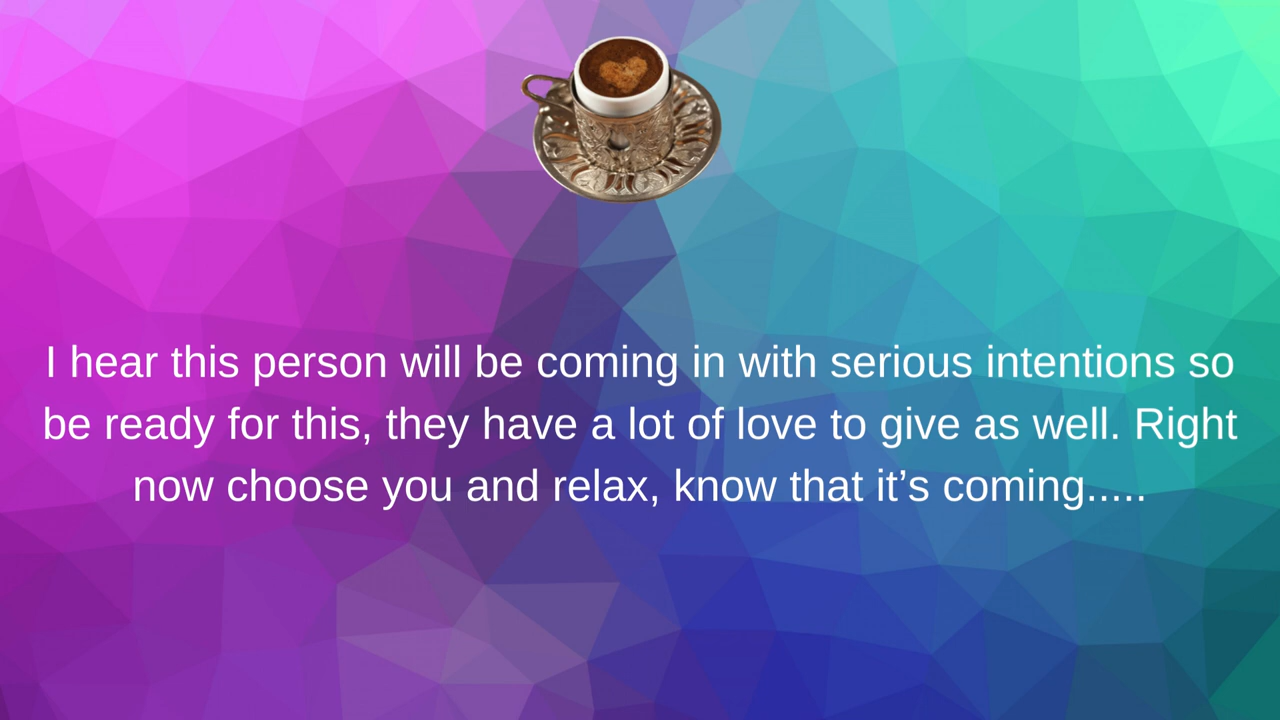 I hear this person will be coming in with serious intentions so
be ready for this, they have a lot of love to give as well. Right
now choose you and relax, know that it’s coming.....